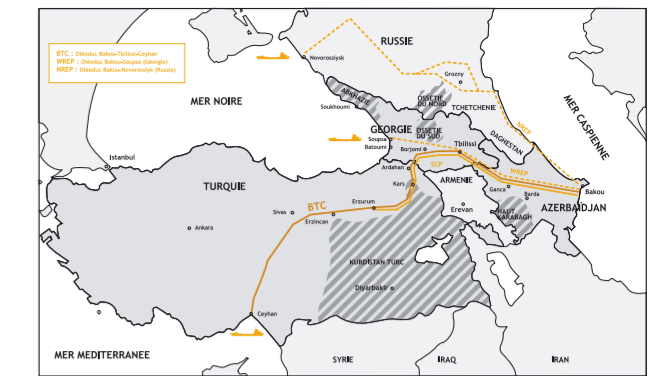 BTC : Oléoduc Bakou-Tbilissi-Ceyhan
WREP : Oléoduc Bakou-Soupsa (Géorgie)
NREP : Oléoduc Bakou-Novorossiyk (Russie)
RUSSIE
Novorossiysk
Grozny
MER NOIRE
ABKHAZIE
Soukhoumi
OSSETIE
DU NORD
TCHETCHENIE
MER CASPIENNE
NREP
DAGHESTAN
GEORGIE
OSSETIE
DU SUD
Soupsa
Batoumi
Borjomi
Tbilissi
Istanbul
Ardahan
SCP
WREP
TURQUIE
Kars
ARMENIE
Ganca
Barda
Bakou
BTC
Erzurum
Sivas
Erzincan
Erevan
HAUT
KARABAGH
AZERBAIDJAN
Ankara
KURDISTAN TURC
Diyarbakir
Ceyhan
MER MEDITERRANEE
SYRIE
IRAQ
IRAN